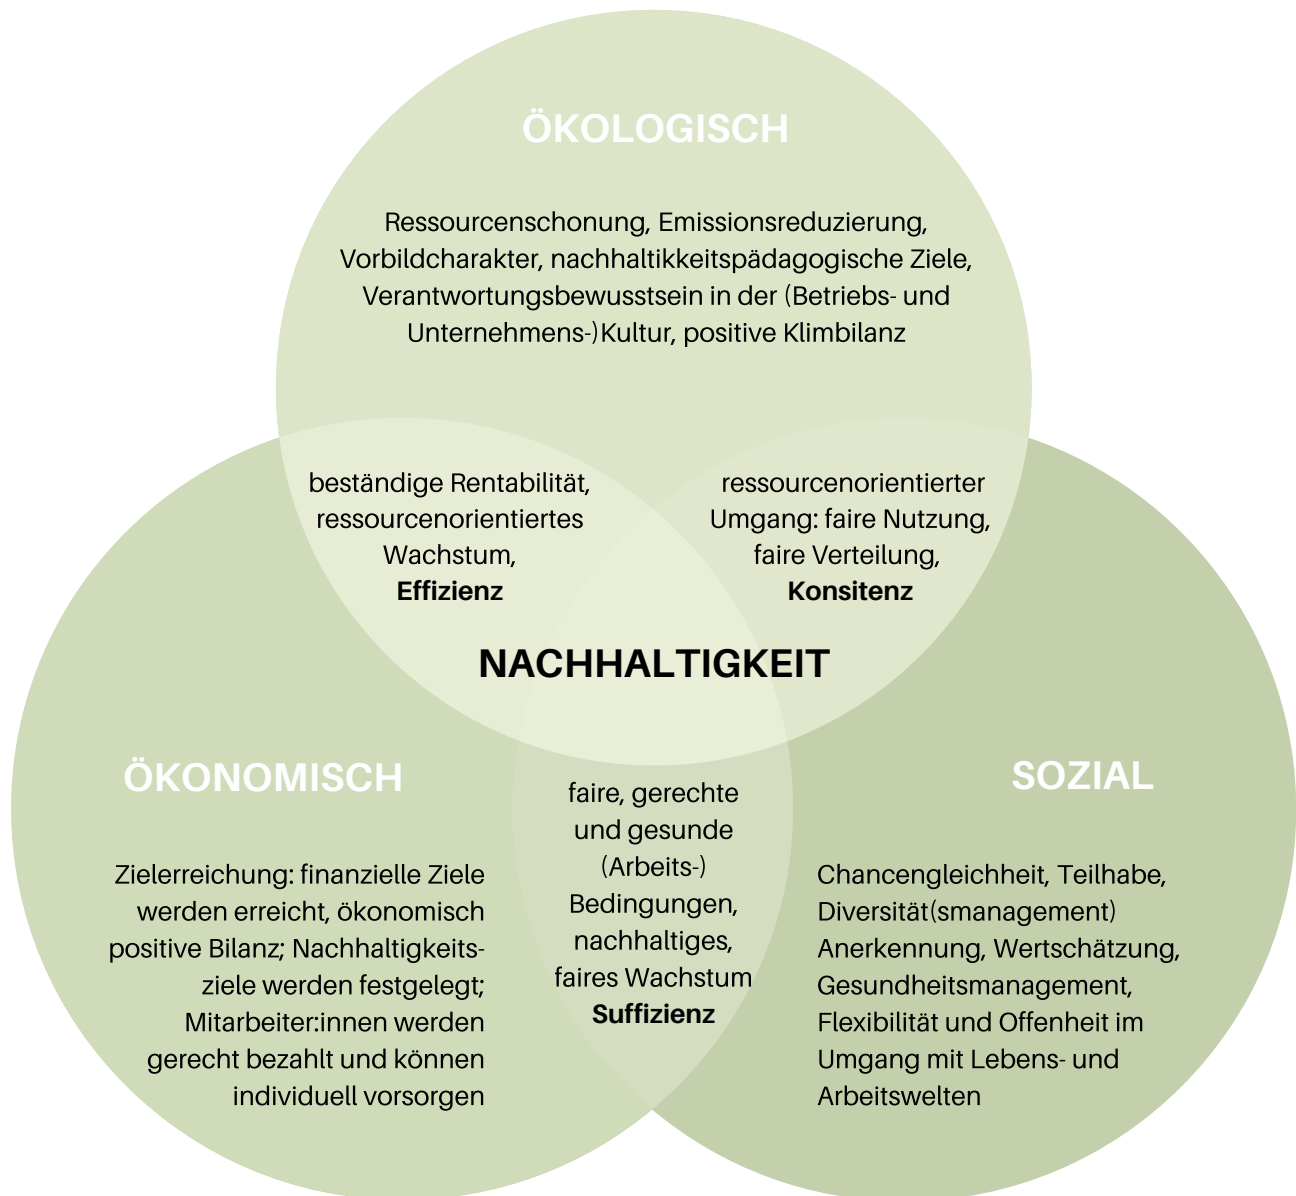 ÖKOLOGISCH
Ressourcenschonung, Emissionsreduzierung,
Vorbildcharakter, nachhaltikkeitspädagogische Ziele,
Verantwortungsbewusstsein in der (Betriebs- und
Unternehmens-)Kultur, positive Klimbilanz
beständige Rentabilität,
ressourcenorientiertes
Wachstum,
Effizienz
ressourcenorientierter
Umgang: faire Nutzung,
faire Verteilung,
Konsitenz
NACHHALTIGKEIT
ÖKONOMISCH
Zielerreichung: finanzielle Ziele
werden erreicht, ökonomisch
positive Bilanz; Nachhaltigkeits-
ziele werden festgelegt;
Mitarbeiter:innen werden
gerecht bezahlt und können
individuell vorsorgen
faire, gerechte
und gesunde
(Arbeits-)
Bedingungen,
nachhaltiges,
faires Wachstum
Suffizienz
SOZIAL
Chancengleichheit, Teilhabe,
Diversität(smanagement)
Anerkennung, Wertschätzung,
Gesundheitsmanagement,
Flexibilität und Offenheit im
Umgang mit Lebens- und
Arbeitswelten